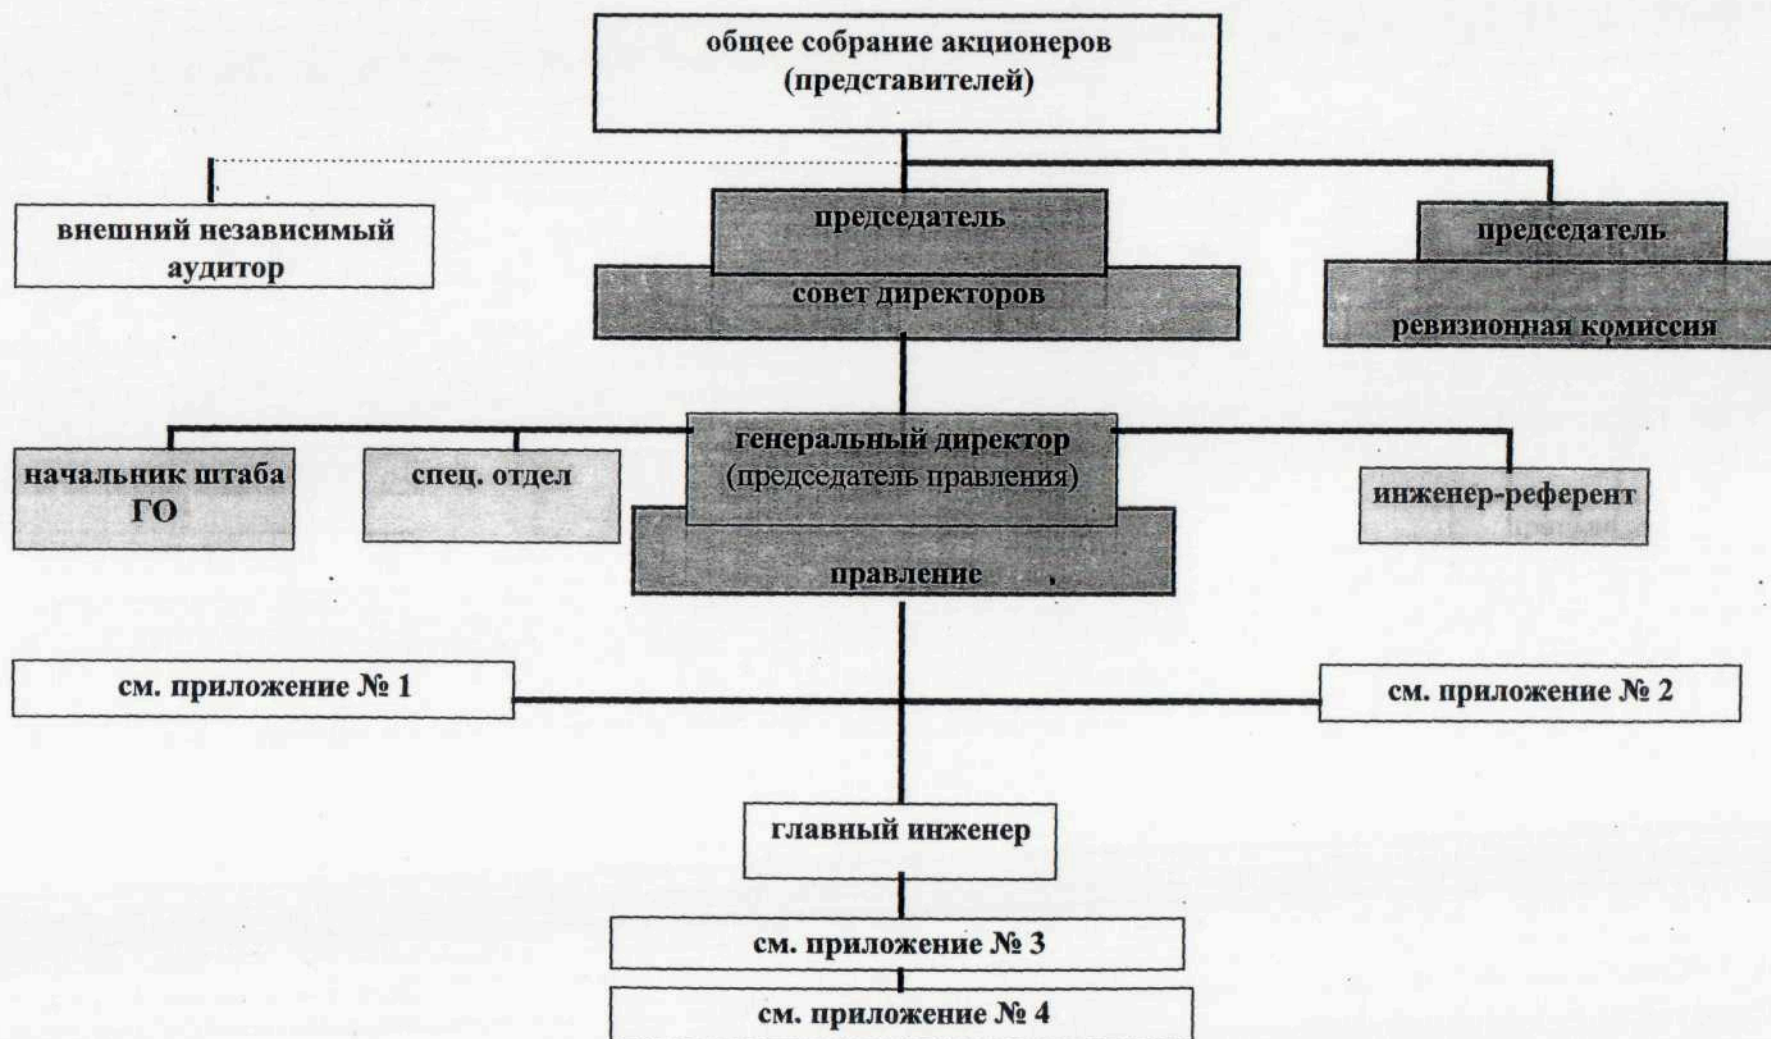 общее собрание акционеров
(представителей)
внешний независимый
аудитор
председатель
совет директоров
председатель
ревизионная комиссия
начальник штаба
ГО
спец. отдел
генеральный директор
(председатель правления)
правление
инженер-референт
см. приложение № 1
см. приложение № 2
главный инженер
см. приложение № 3
см. приложение № 4